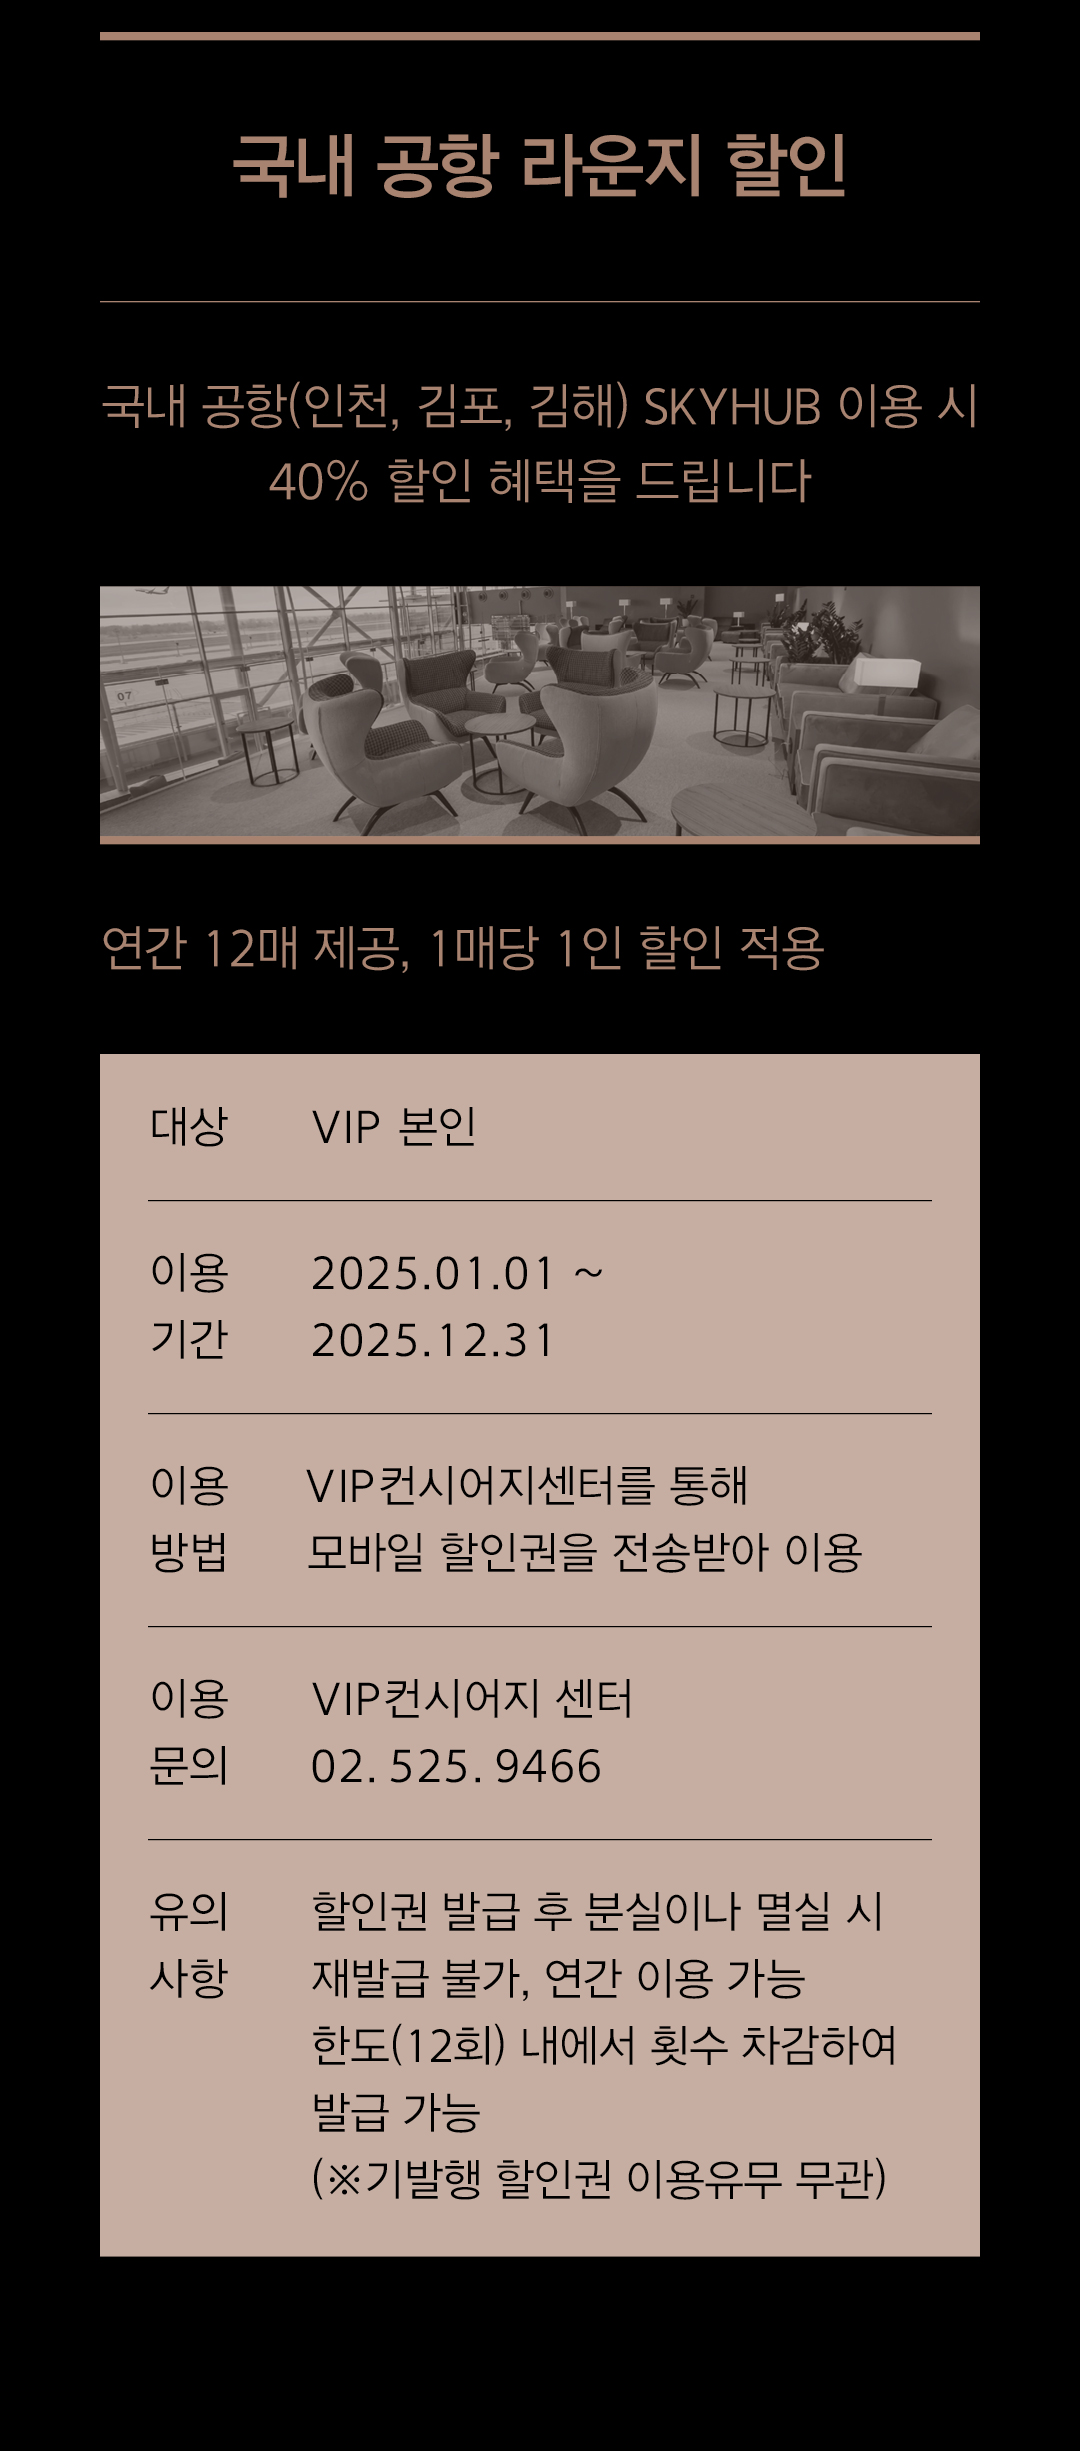 국내 공항 라운지 할인
국내 공항(인천, 김포, 김해) SKYHUB 이용 시
40% 할인 혜택을 드립니다
07
연간 12매 제공, 1매당 1인 할인 적용
대상 VIP 본인
이용 2025.01.01 ~
기간 2025.12.31
이용 VIP컨시어지센터를 통해
방법 모바일 할인권을 전송받아 이용
이용 VIP컨시어지 센터
문의 02. 525. 9466
유의 할인권 발급 후 분실이나 멸실 시
사항 재발급 불가, 연간 이용 가능
한도(12회) 내에서 횟수 차감하여
발급 가능
(※기발행 할인권 이용유무 무관)